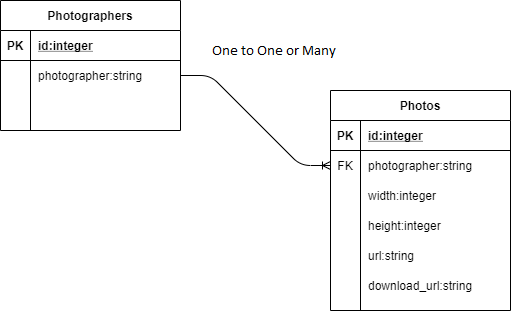 Photographers
PK id:integer
photographer:string
One to One or Many
Photos
PK id:integer
FK photographer:string
width:integer
height:integer
url:string
download_url:string